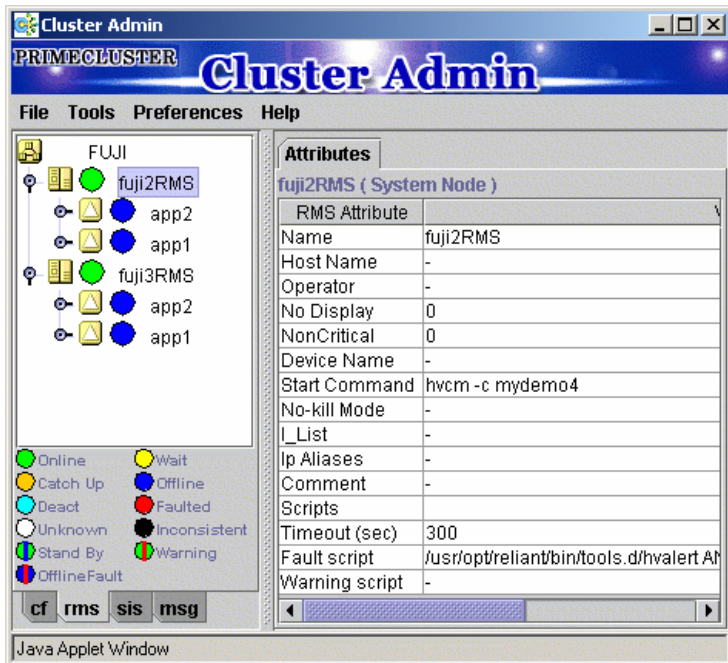 Cluster Admin
PRIMECLUSTER
Cluster Admin
File Tools Preferences Help
FUJI
fuji2RMS
app2
app1
fuji3RMS
app2
app1
Online Wait
Catch Up Offline
Deact Faulted
Unknown Inconsistent
Stand By Warning
OfflineFault
cf rms sis msg
Attributes
fuji2RMS ( System Node )
RMS Attribute
Name fuji2RMS
Host Name -
Operator -
No Display 0
NonCritical 0
Device Name -
Start Command hvcm -c mydemo4
No-kill Mode -
I_List -
Ip Aliases -
Comment -
Scripts
Timeout (sec) 300
Fault script /usr/opt/reliant/bin/tools.d/hvalert
Warning script -
Java Applet Window